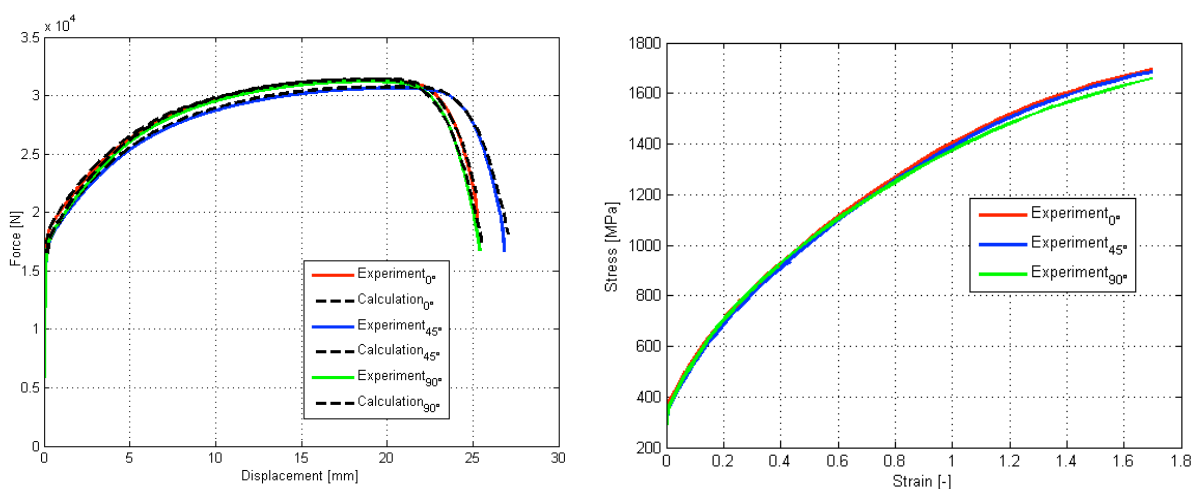 x 10⁴
3.5
3
2.5
2
1.5
1
0.5
0
0 5 10 15 20 25 30
Force [N]
Displacement [mm]
Experiment₀°
Calculation₀°
Experiment₄₅°
Calculation₄₅°
Experiment₉₀°
Calculation₉₀°
1800
1600
1400
1200
1000
800
600
400
200
0 0.2 0.4 0.6 0.8 1 1.2 1.4 1.6 1.8
Stress [MPa]
Strain [-]
Experiment₀°
Experiment₄₅°
Experiment₉₀°